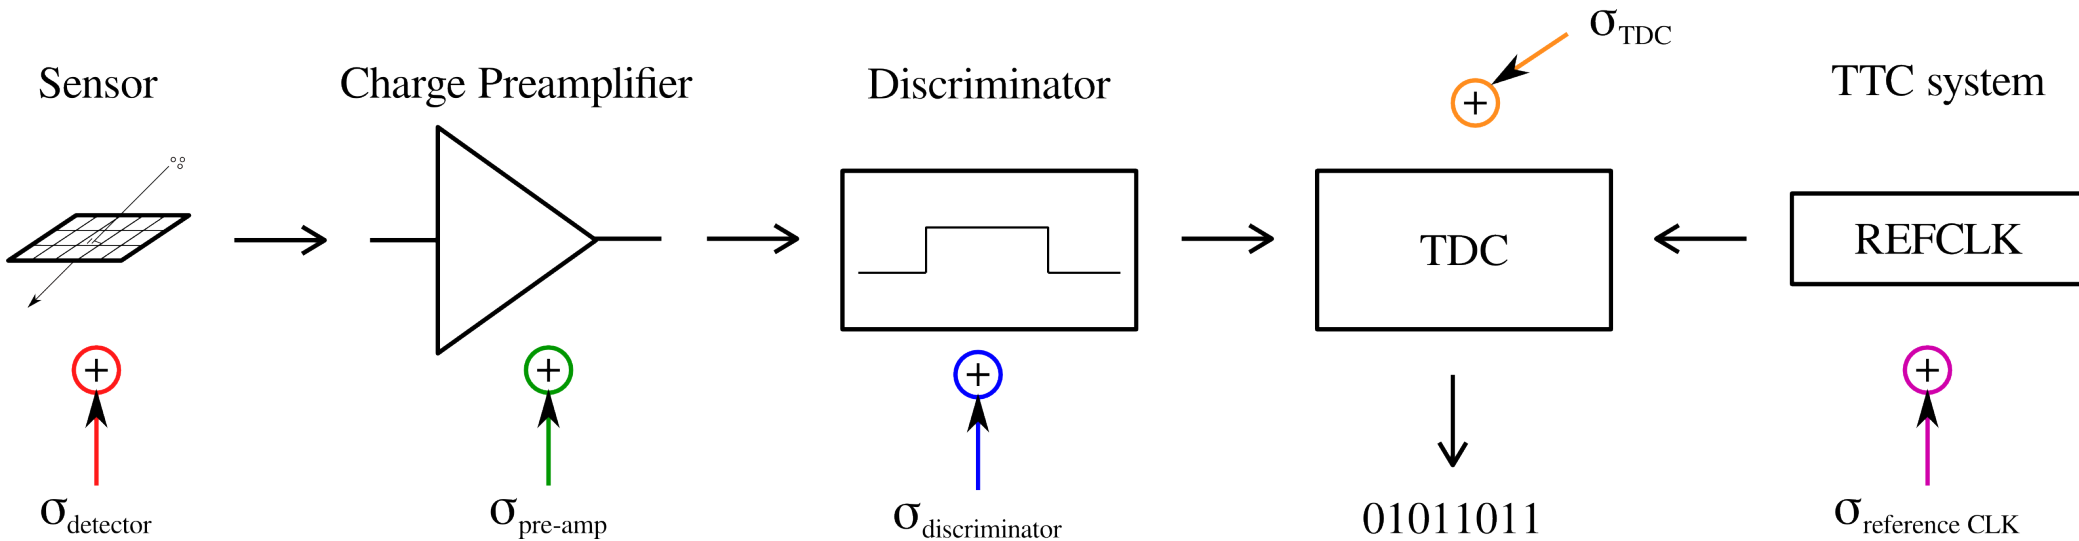 σTDC
Sensor
Charge Preamplifier
Discriminator
TTC system
+
TDC
REFCLK
+
+
+
+
σdetector
σpre-amp
σdiscriminator
01011011
σreference CLK